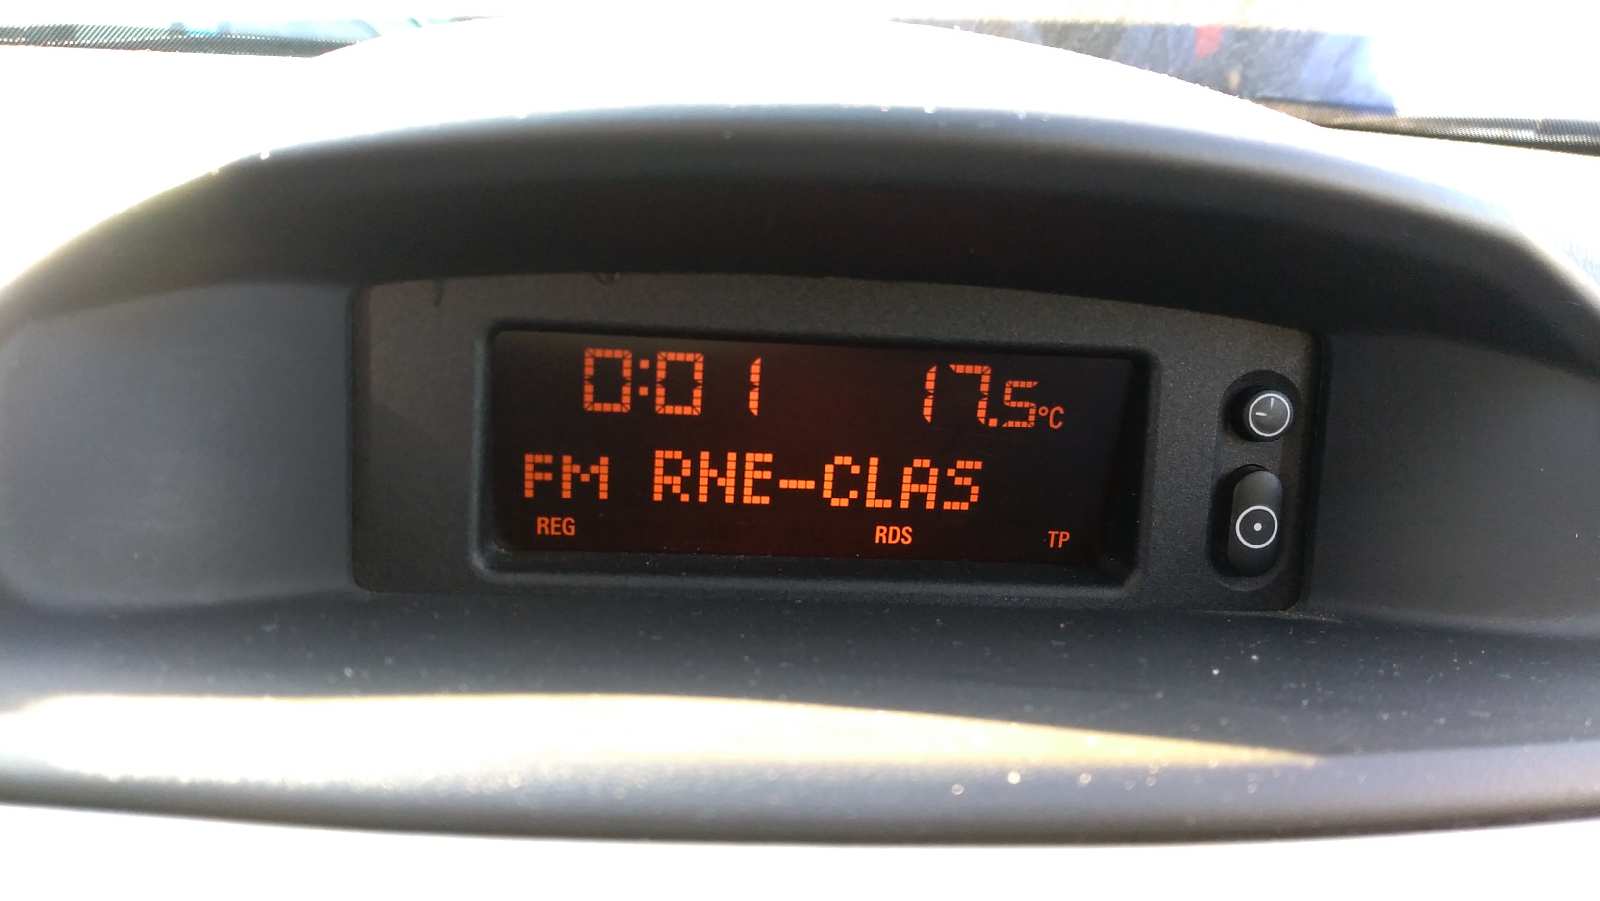 0:01 17.5°C
FM RNE-CLAS
REG RDS TP